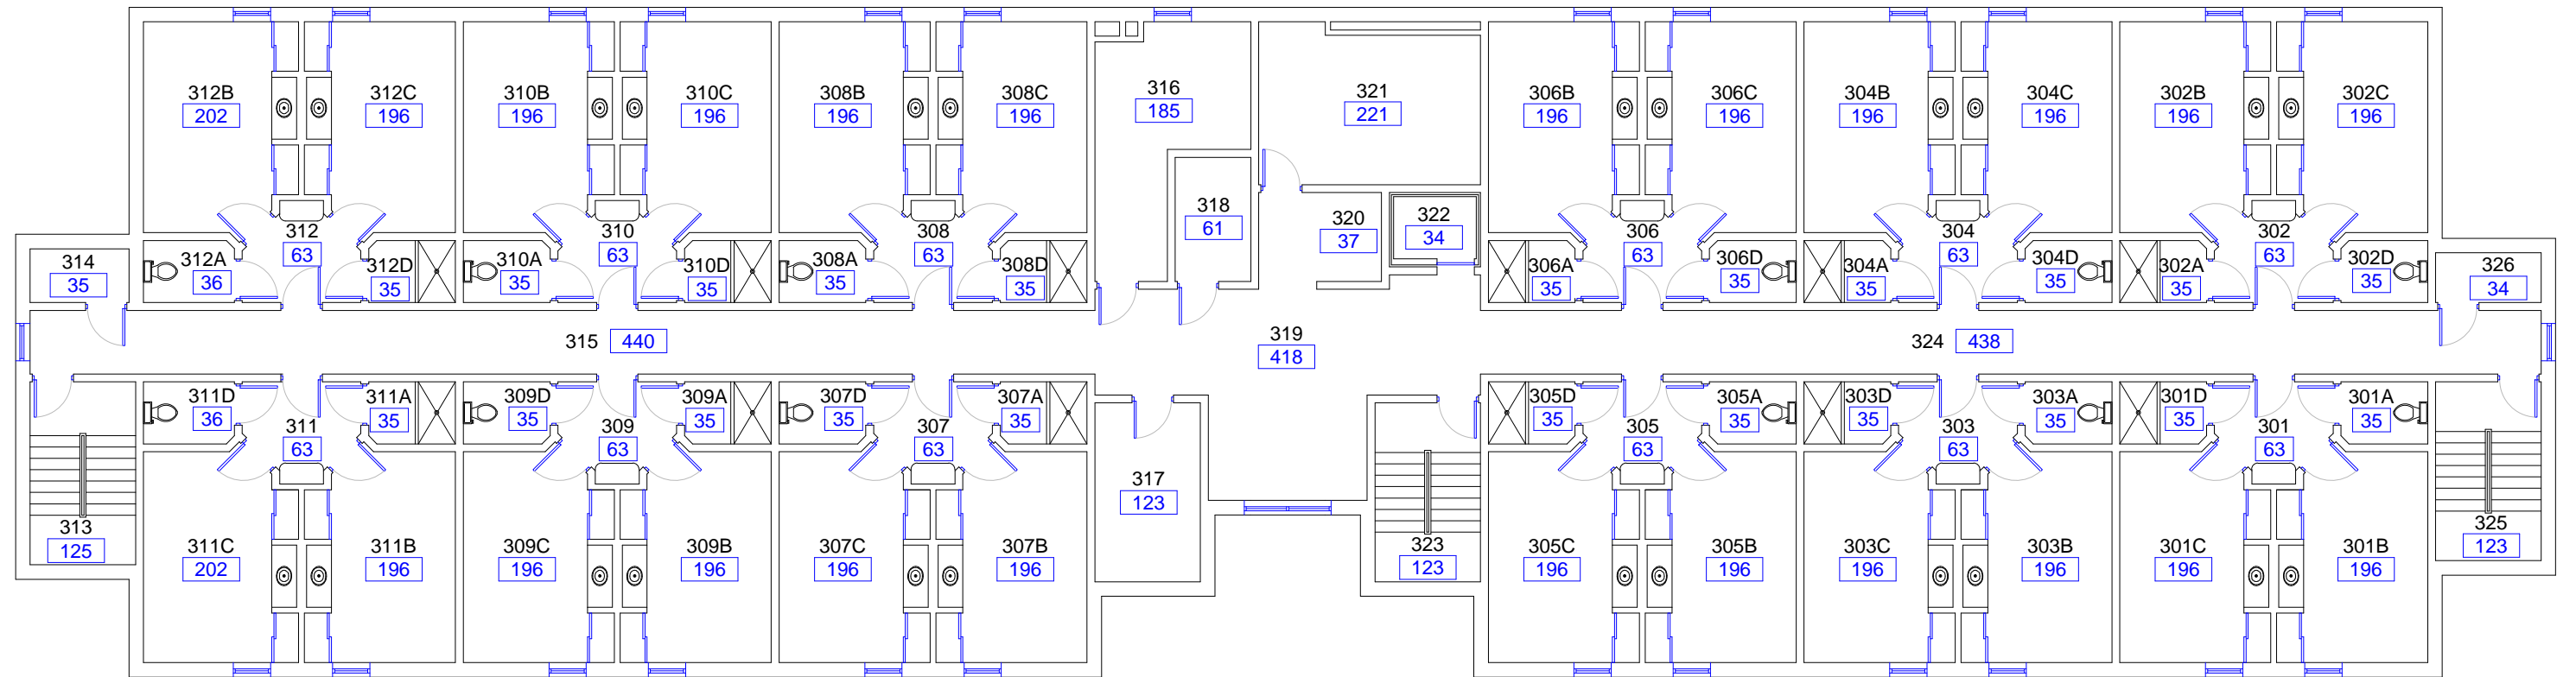 312B
202
312C
196
310B
196
310C
196
308B
196
308C
196
316
185
321
221
306B
196
306C
196
304B
196
304C
196
302B
196
302C
196
318
61
320
37
322
34
314
35
312A
36
312
63
312D
35
310A
35
310
63
310D
35
308A
35
308
63
308D
35
306A
35
306
63
306D
35
304A
35
304
63
304D
35
302A
35
302
63
302D
35
326
34
315 440
319
418
324 438
311D
36
311
63
311A
35
309D
35
309
63
309A
35
307D
35
307
63
307A
35
305D
35
305
63
305A
35
303D
35
303
63
303A
35
301D
35
301
63
301A
35
313
125
311C
202
311B
196
309C
196
309B
196
307C
196
307B
196
317
123
323
123
305C
196
305B
196
303C
196
303B
196
301C
196
301B
196
325
123